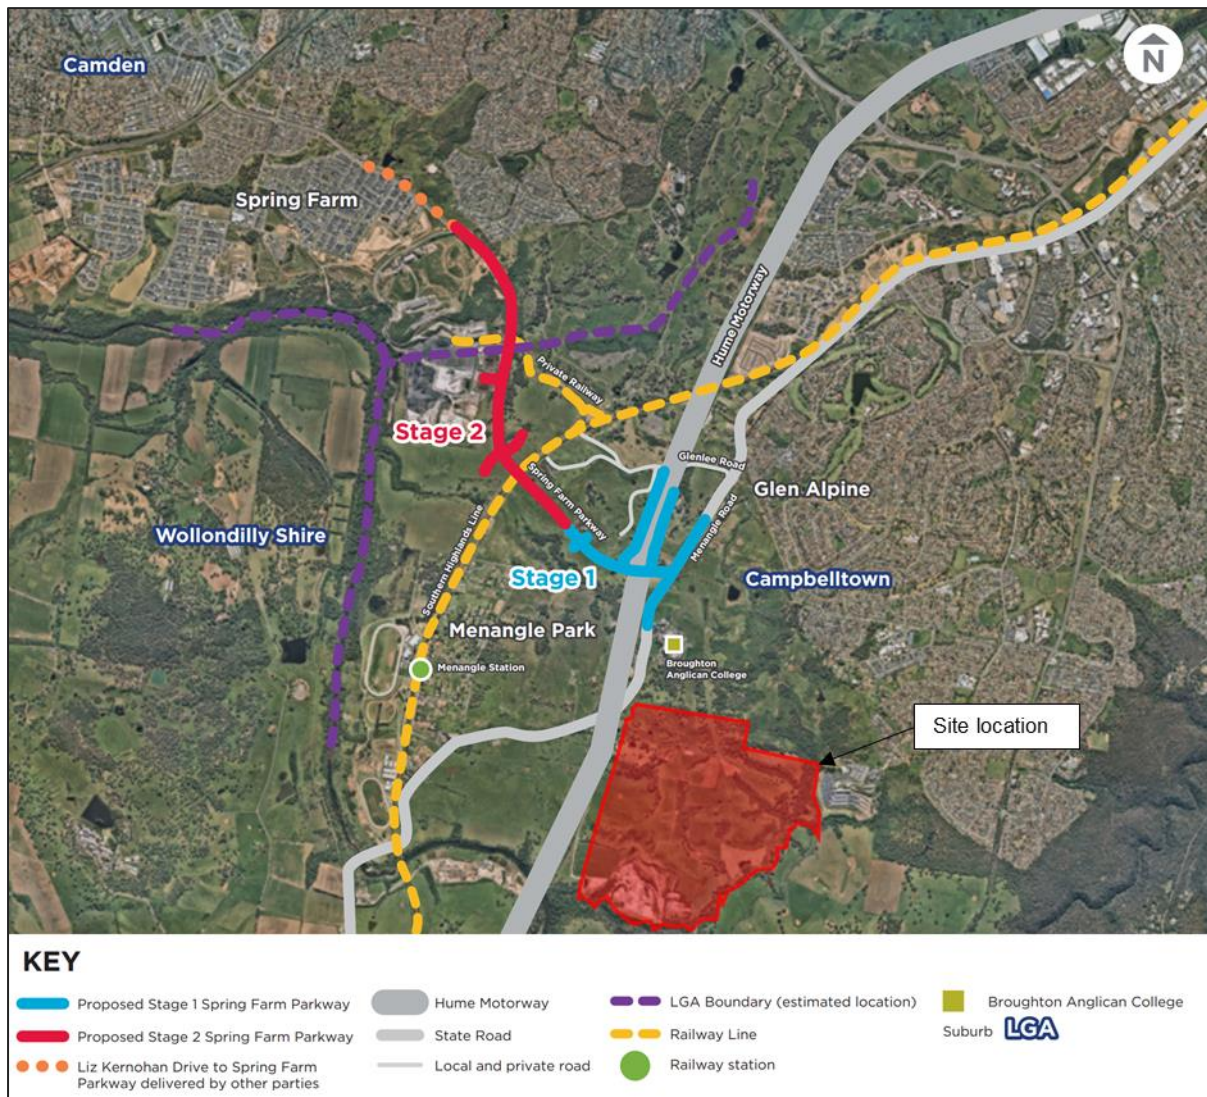 Camden
N
Spring Farm
Hume Motorway
Private Railway
Stage 2
Glenlee Road
Spring Farm Parkway
Glen Alpine
Menangle Road
Wollondilly Shire
Southern Highlands Line
Stage 1
Campbelltown
Menangle Park
Menangle Station
Broughton
Anglican College
Site location
KEY
Proposed Stage 1 Spring Farm Parkway
Proposed Stage 2 Spring Farm Parkway
Liz Kernohan Drive to Spring Farm
Parkway delivered by other parties
Hume Motorway
State Road
Local and private road
LGA Boundary (estimated location)
Railway Line
Railway station
Broughton Anglican College
Suburb LGA